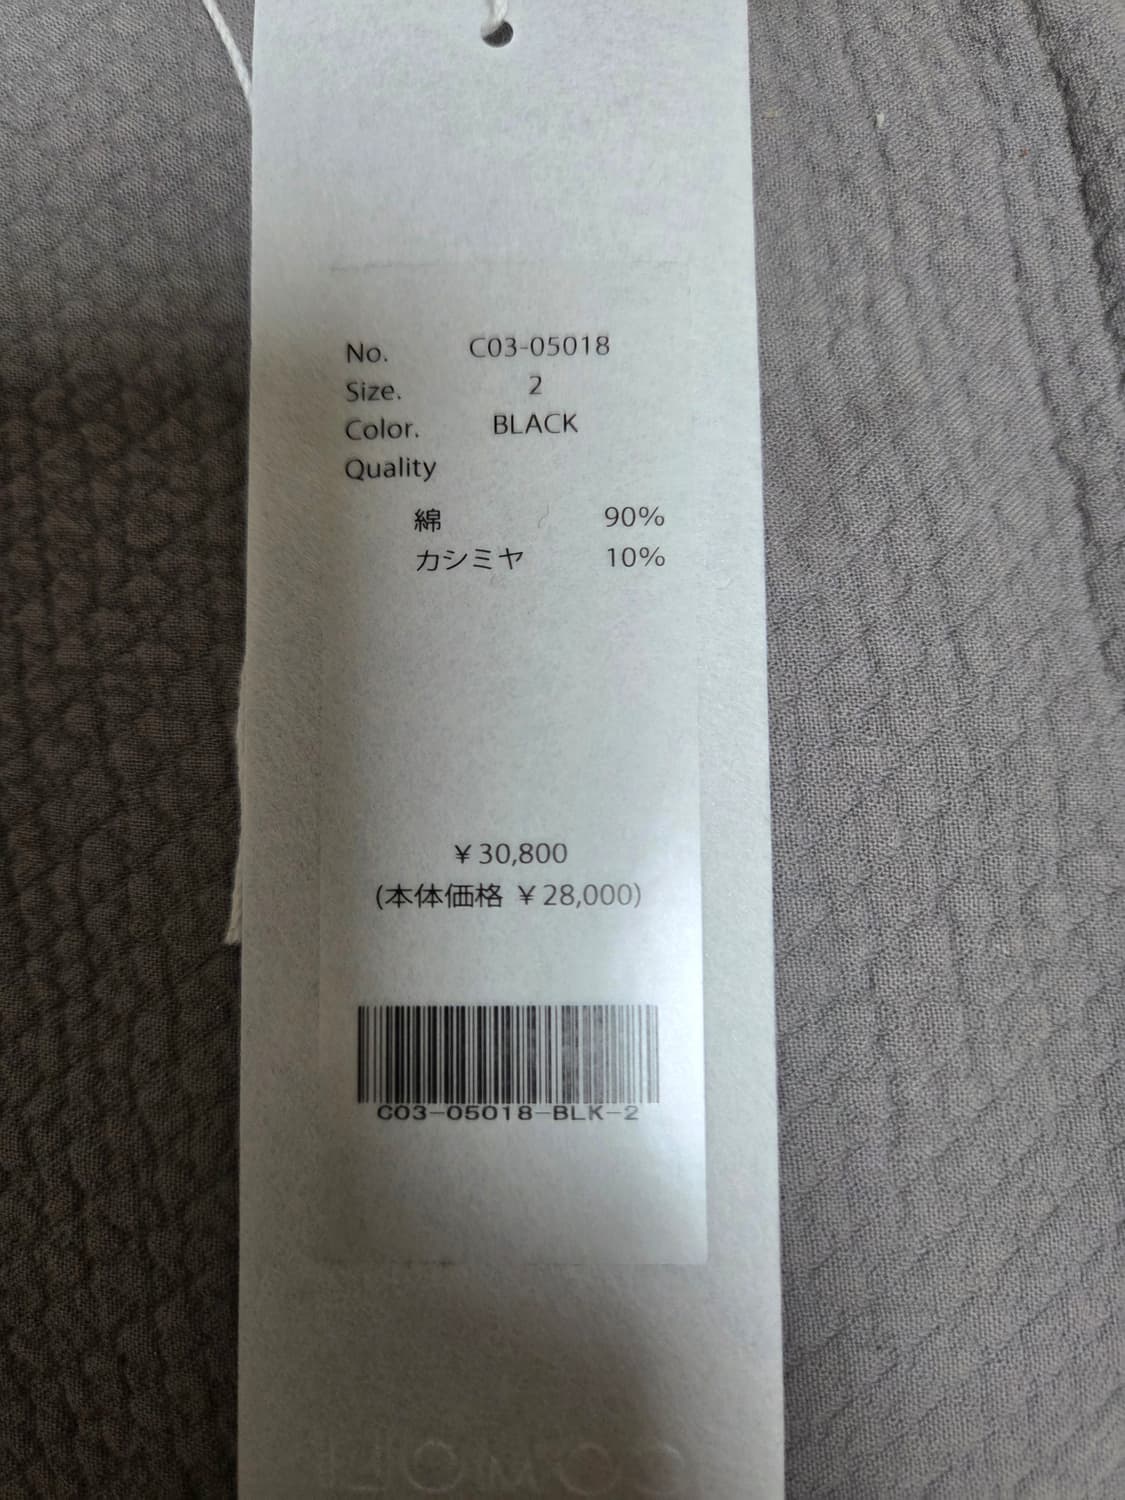 No. C03-05018
Size. 2
Color. BLACK
Quality
綿 90%
カシミヤ 10%
¥30,800
(本体価格 ¥28,000)
C03-05018-BLK-2
COMOLI